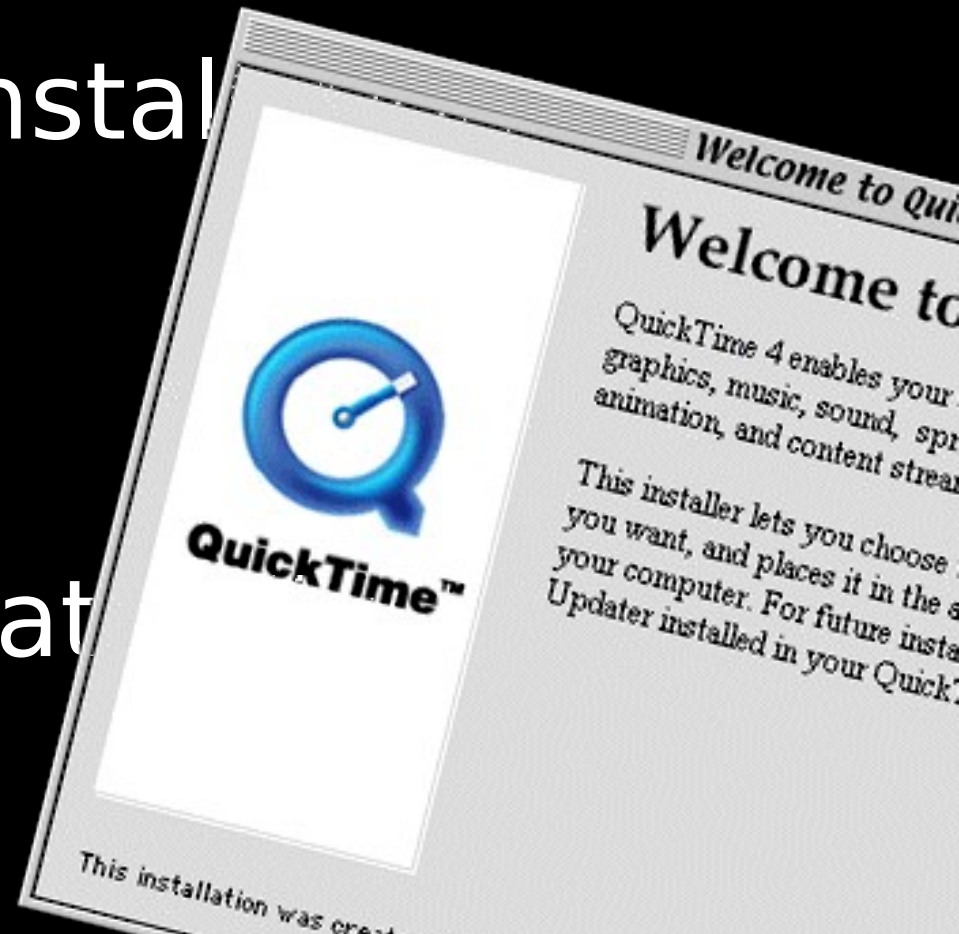 nstal
Welcome to Qui
Welcome to
QuickTime 4 enables your
graphics, music, sound, spr
animation, and content strea
This installer lets you choose
you want, and places it in the a
your computer. For future insta
Updater installed in your Quick
QuickTime™
at
This installation was creat